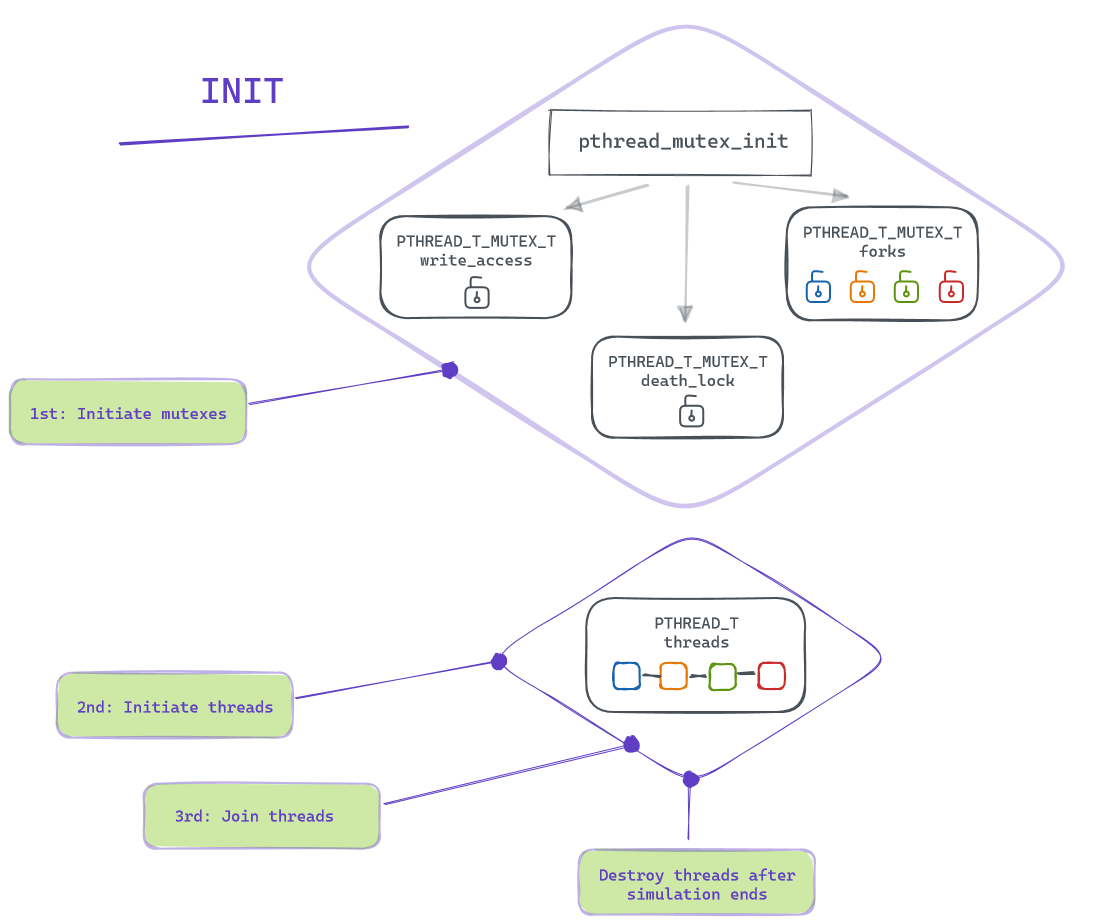 INIT
pthread_mutex_init
PTHREAD_T_MUTEX_T
write_access
PTHREAD_T_MUTEX_T
forks
PTHREAD_T_MUTEX_T
death_lock
1st: Initiate mutexes
PTHREAD_T
threads
2nd: Initiate threads
3rd: Join threads
Destroy threads after
simulation ends